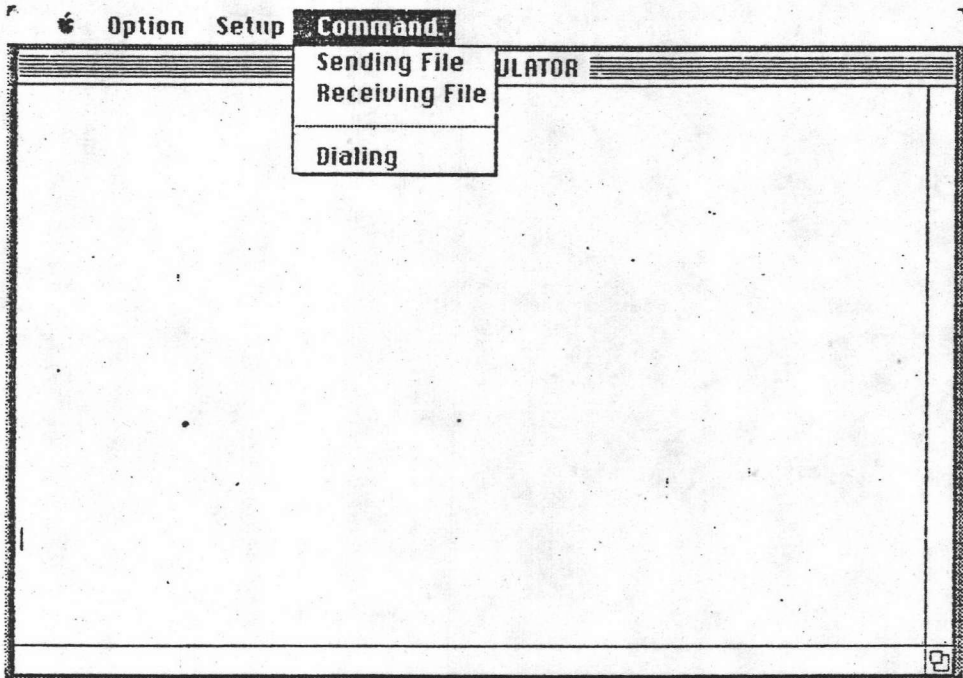 Option Setup Command
ULATOR
Sending File
Receiving File
Dialing